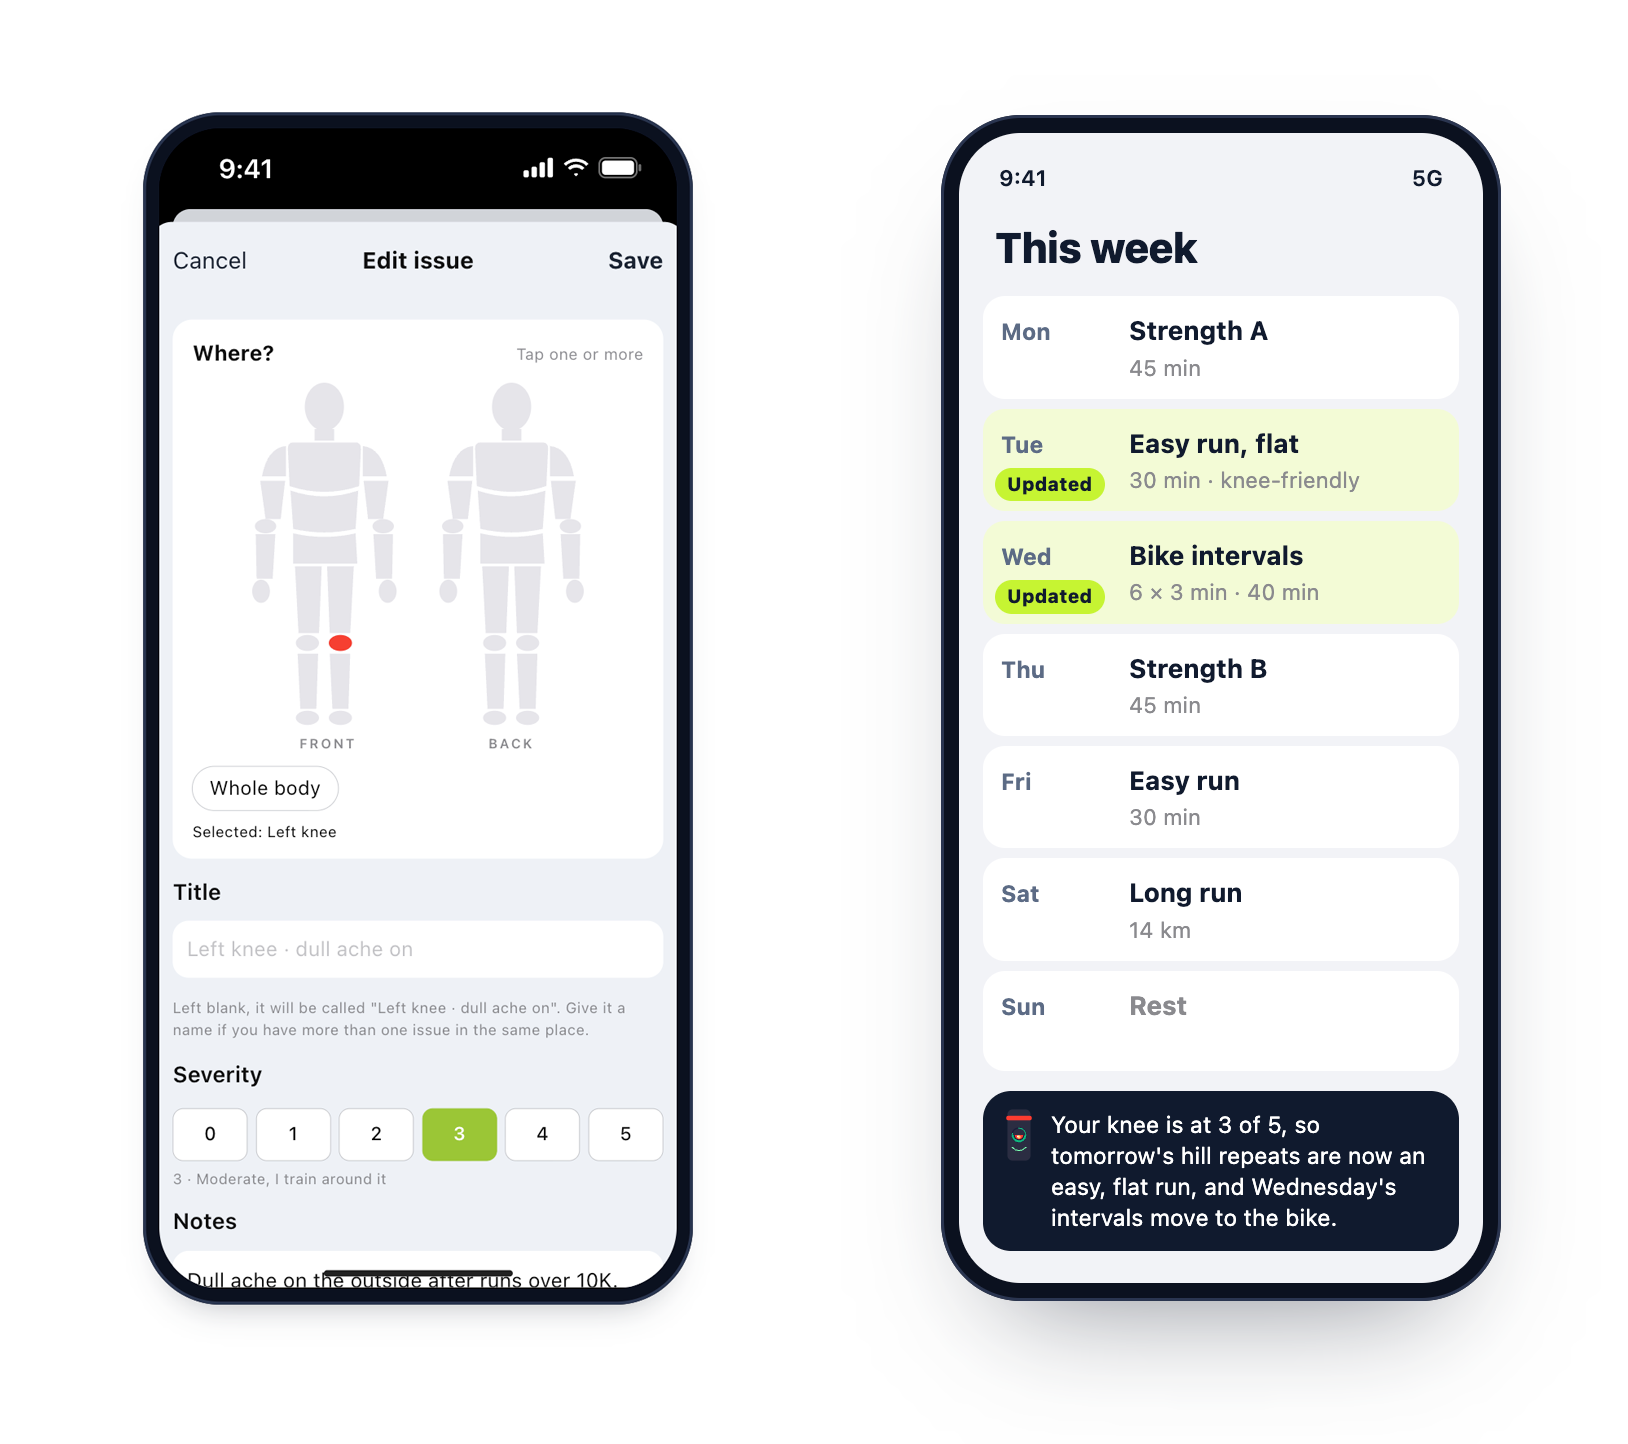 9:41
Cancel
Edit issue
Save
Where?
Tap one or more
FRONT
BACK
Whole body
Selected: Left knee
Title
Left knee · dull ache on
Left blank, it will be called "Left knee · dull ache on". Give it a
name if you have more than one issue in the same place.
Severity
0
1
2
3
4
5
3 · Moderate, I train around it
Notes
Dull ache on the outside after runs over 10K.
9:41
5G
This week
Mon
Strength A
45 min
Tue
Easy run, flat
Updated
30 min · knee-friendly
Wed
Bike intervals
Updated
6 × 3 min · 40 min
Thu
Strength B
45 min
Fri
Easy run
30 min
Sat
Long run
14 km
Sun
Rest
Your knee is at 3 of 5, so
tomorrow's hill repeats are now an
easy, flat run, and Wednesday's
intervals move to the bike.